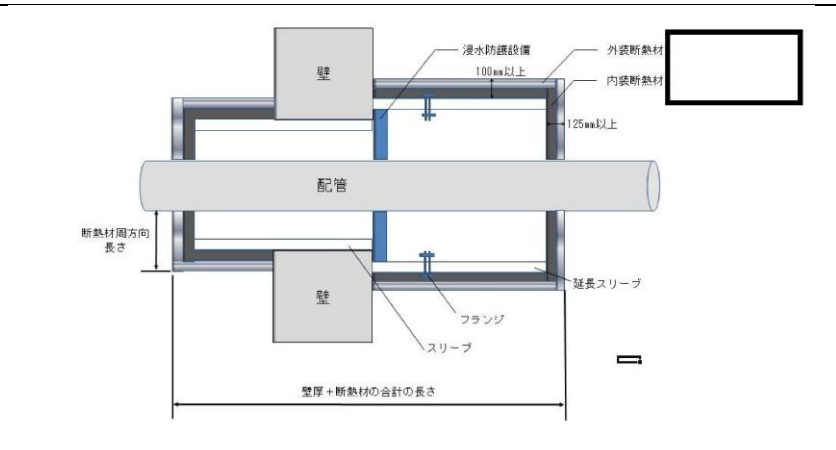 浸水防護設備
外装断熱材
壁
100mm以上
内装断熱材
125mm以上
配管
断熱材周方向
長さ
延長スリーブ
壁
フランジ
スリーブ
壁厚＋断熱材の合計の長さ